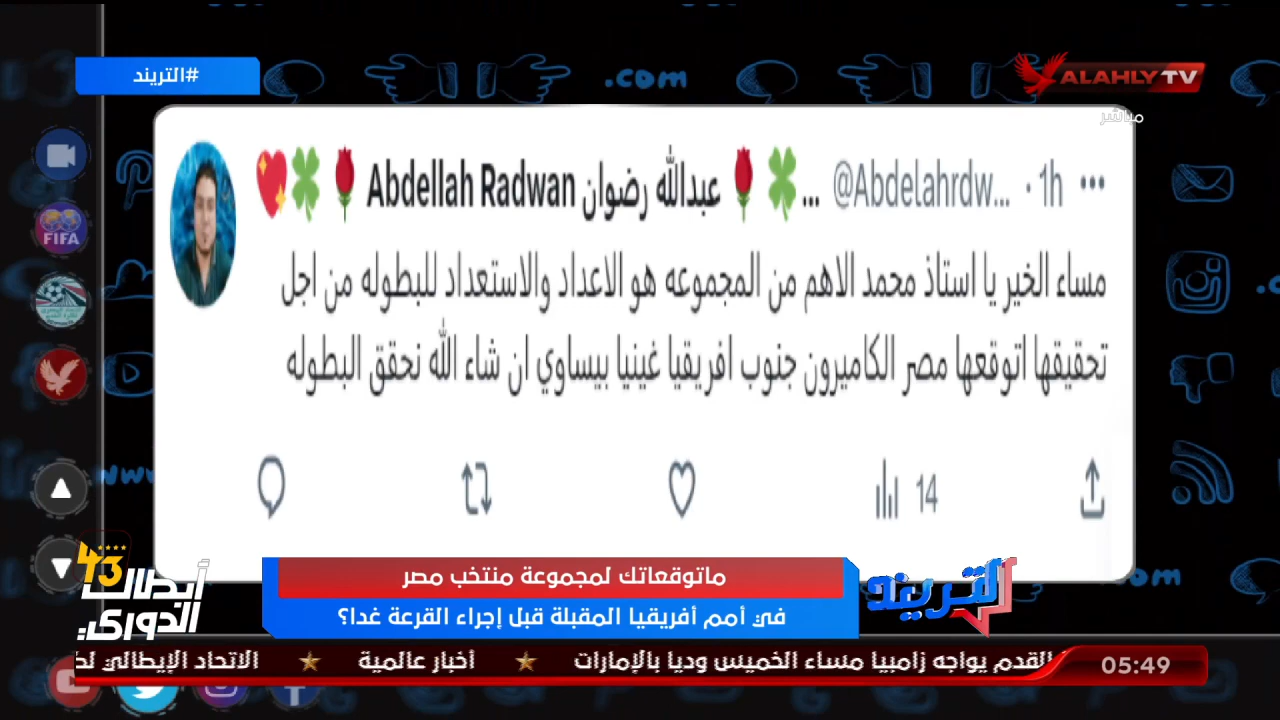 #التريند
.com
ALAHLY TV
مباشر
Abdellah Radwan عبدالله رضوان ... @Abdelahrdw... · 1h
مساء الخير يا استاذ محمد الاهم من المجموعه هو الاعداد والاستعداد للبطوله من اجل
تحقيقها اتوقعها مصر الكاميرون جنوب افريقيا غينيا بيساوي ان شاء الله نحقق البطوله
14
FIFA
43
أبطال
الدوري
ماتوقعاتك لمجموعة منتخب مصر
في أمم أفريقيا المقبلة قبل إجراء القرعة غدا؟
التريند
القدم يواجه زامبيا مساء الخميس وديا بالإمارات ★ أخبار عالمية ★ الاتحاد الإيطالي
05:49